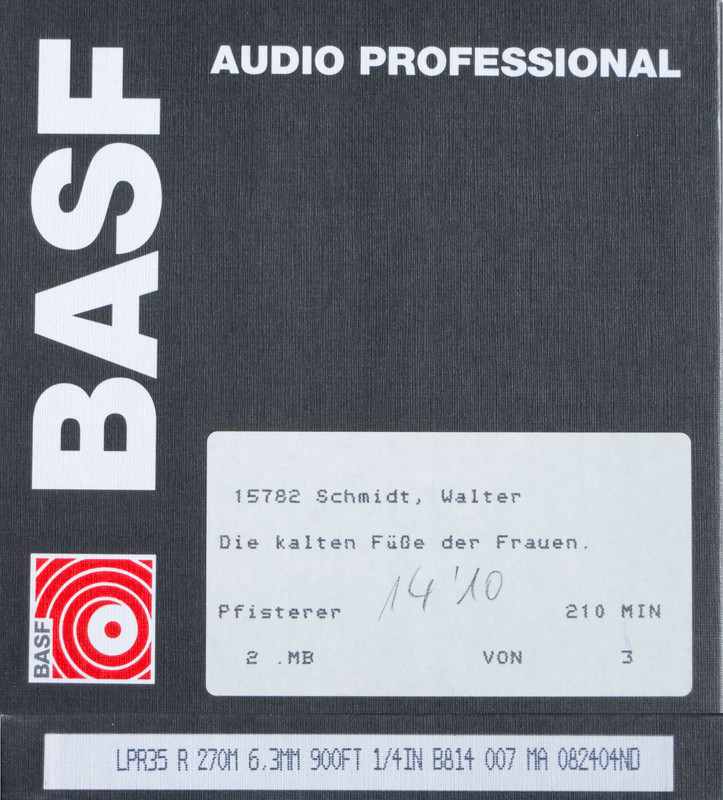 BASF
AUDIO PROFESSIONAL
15782 Schmidt, Walter
Die kalten Füße der Frauen.
14'10
Pfisterer 210 MIN
2 .MB VON 3
BASF
LPR35 R 270M 6.3MM 900FT 1/4IN B814 007 MA 082404ND